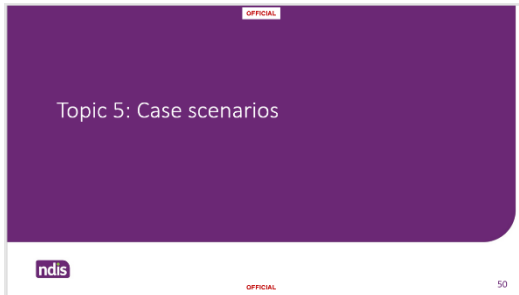 OFFICIAL
Topic 5: Case scenarios
ndis
OFFICIAL
50